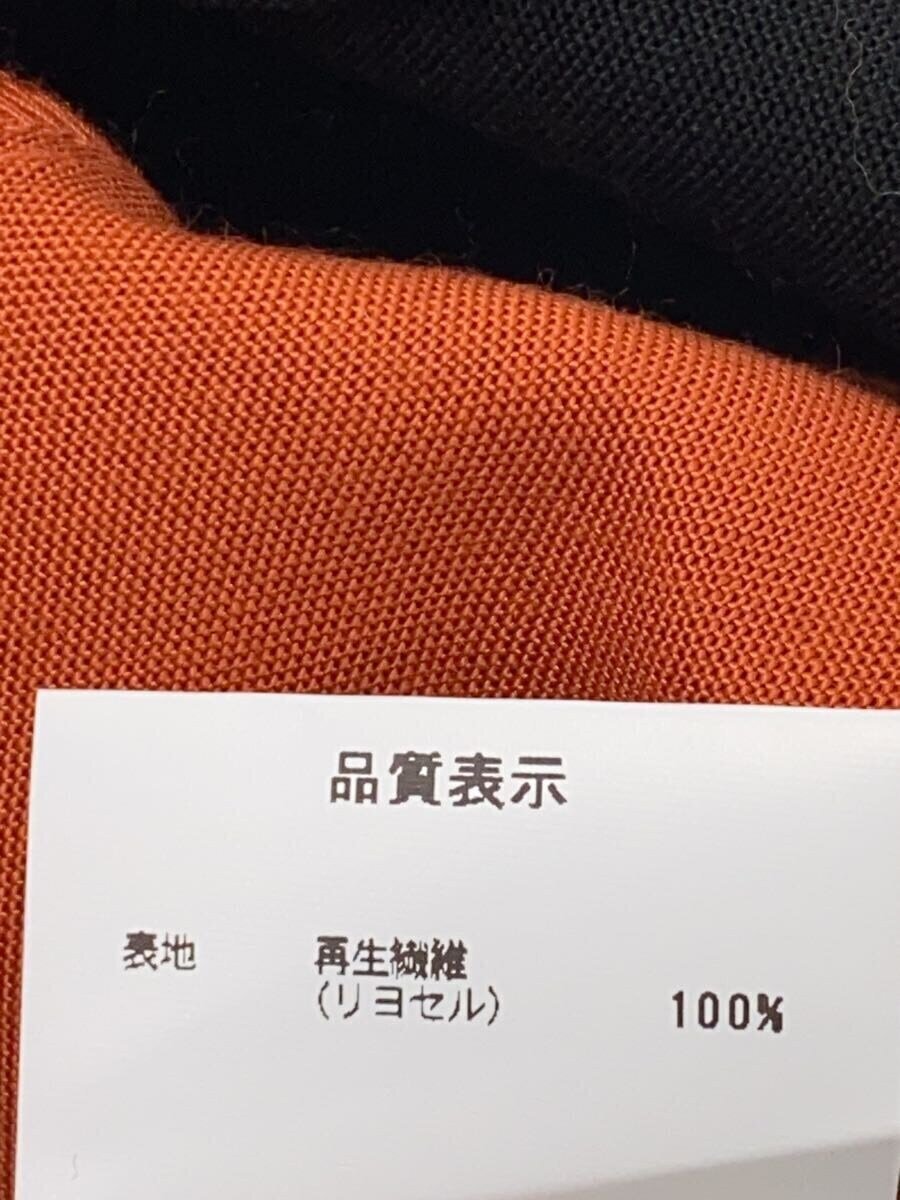 品質表示
表地 再生繊維
(リヨセル) 100%